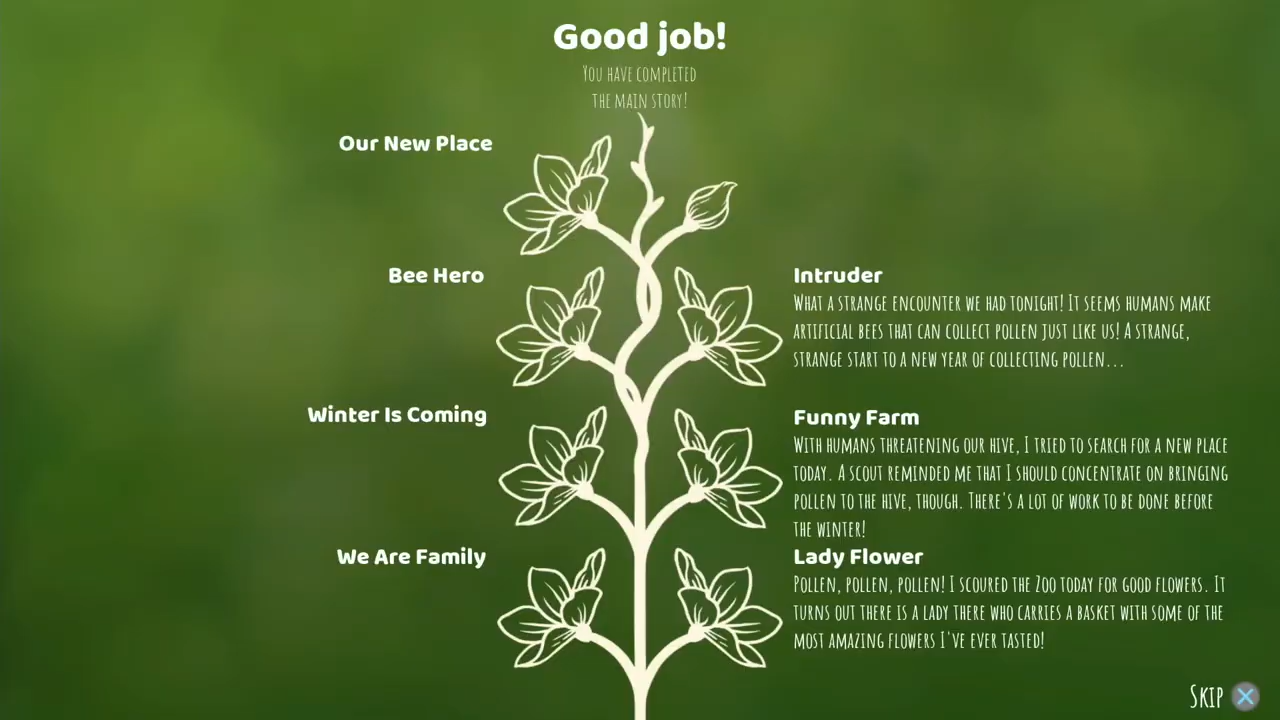 Good job!
You have completed
the main story!
Our New Place
Bee Hero
Intruder
What a strange encounter we had tonight! It seems humans make
artificial bees that can collect pollen just like us! A strange,
strange start to a new year of collecting pollen...
Winter Is Coming
Funny Farm
With humans threatening our hive, I tried to search for a new place
today. A scout reminded me that I should concentrate on bringing
pollen to the hive, though. There's a lot of work to be done before
the winter!
We Are Family
Lady Flower
Pollen, pollen, pollen! I scoured the Zoo today for good flowers. It
turns out there is a lady there who carries a basket with some of the
most amazing flowers I've ever tasted!
Skip